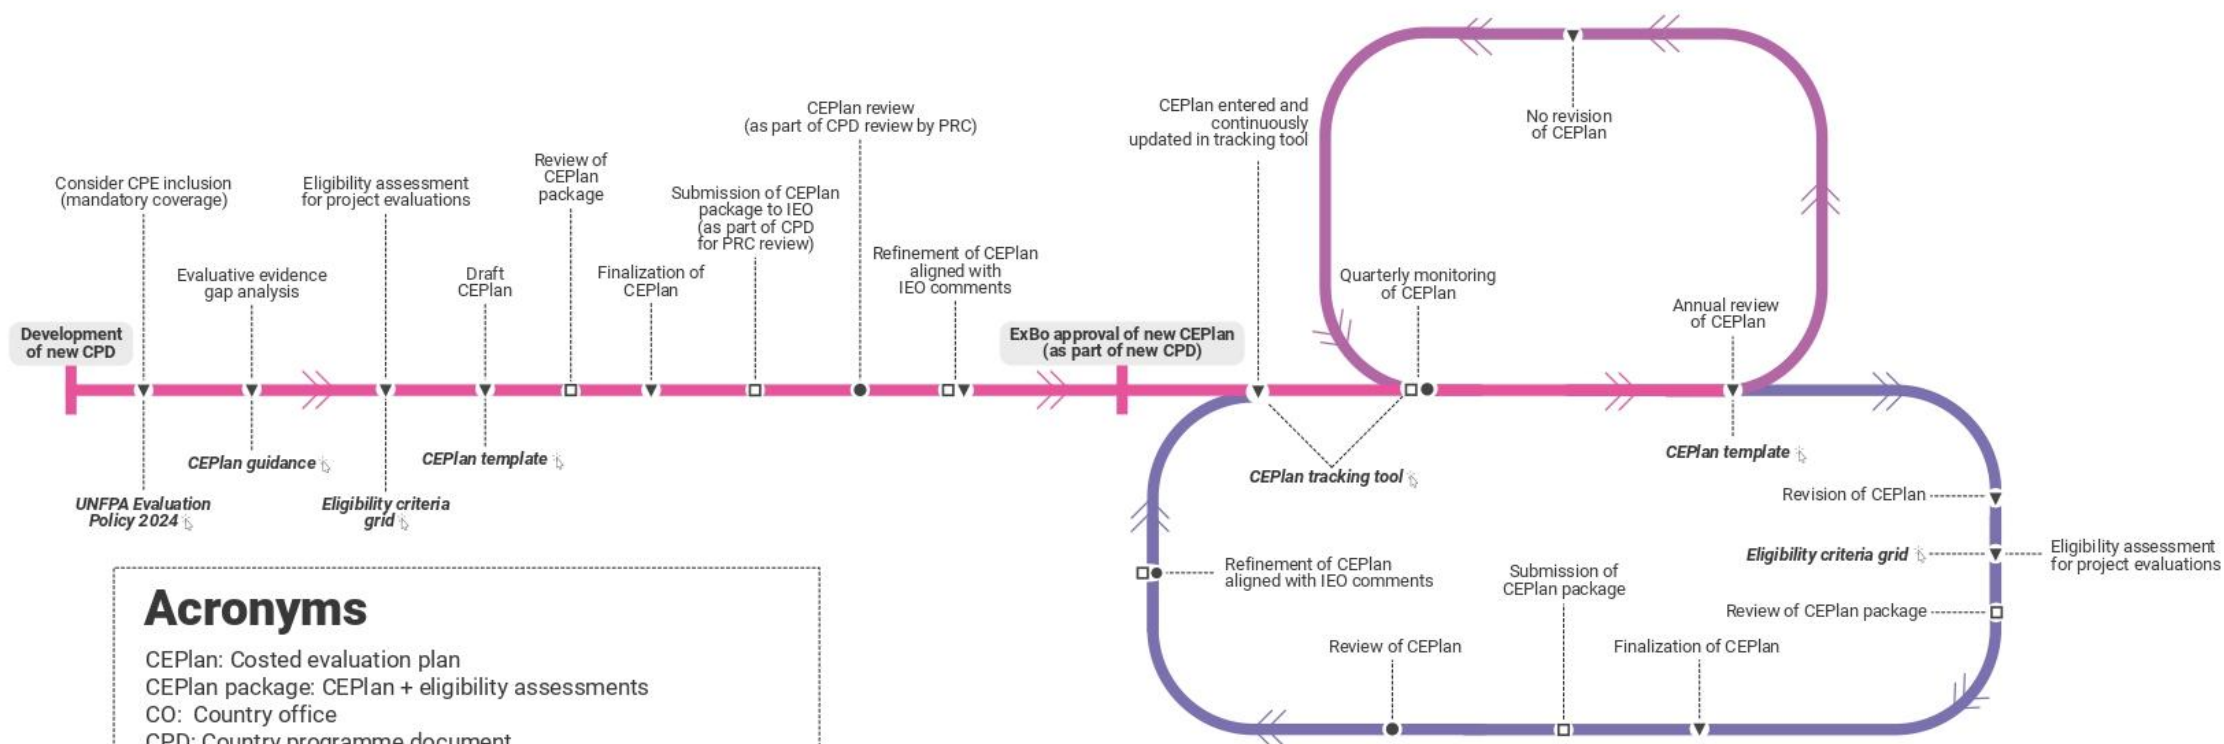 Development
of new CPD
Consider CPE inclusion
(mandatory coverage)
UNFPA Evaluation
Policy 2024
Evaluative evidence
gap analysis
CEPlan guidance
Eligibility assessment
for project evaluations
Eligibility criteria
grid
Draft
CEPlan
CEPlan template
Review of
CEPlan
package
Finalization of
CEPlan
Submission of CEPlan
package to IEO
(as part of CPD
for PRC review)
CEPlan review
(as part of CPD review by PRC)
Refinement of CEPlan
aligned with
IEO comments
ExBo approval of new CEPlan
(as part of new CPD)
CEPlan entered and
continuously
updated in tracking tool
CEPlan tracking tool
Quarterly monitoring
of CEPlan
Annual review
of CEPlan
CEPlan template
No revision
of CEPlan
Revision of CEPlan
Eligibility criteria grid
Eligibility assessment
for project evaluations
Review of CEPlan package
Finalization of CEPlan
Submission of
CEPlan package
Review of CEPlan
Refinement of CEPlan
aligned with IEO comments
Acronyms
CEPlan: Costed evaluation plan
CEPlan package: CEPlan + eligibility assessments
CO: Country office
CPD: Country programme document